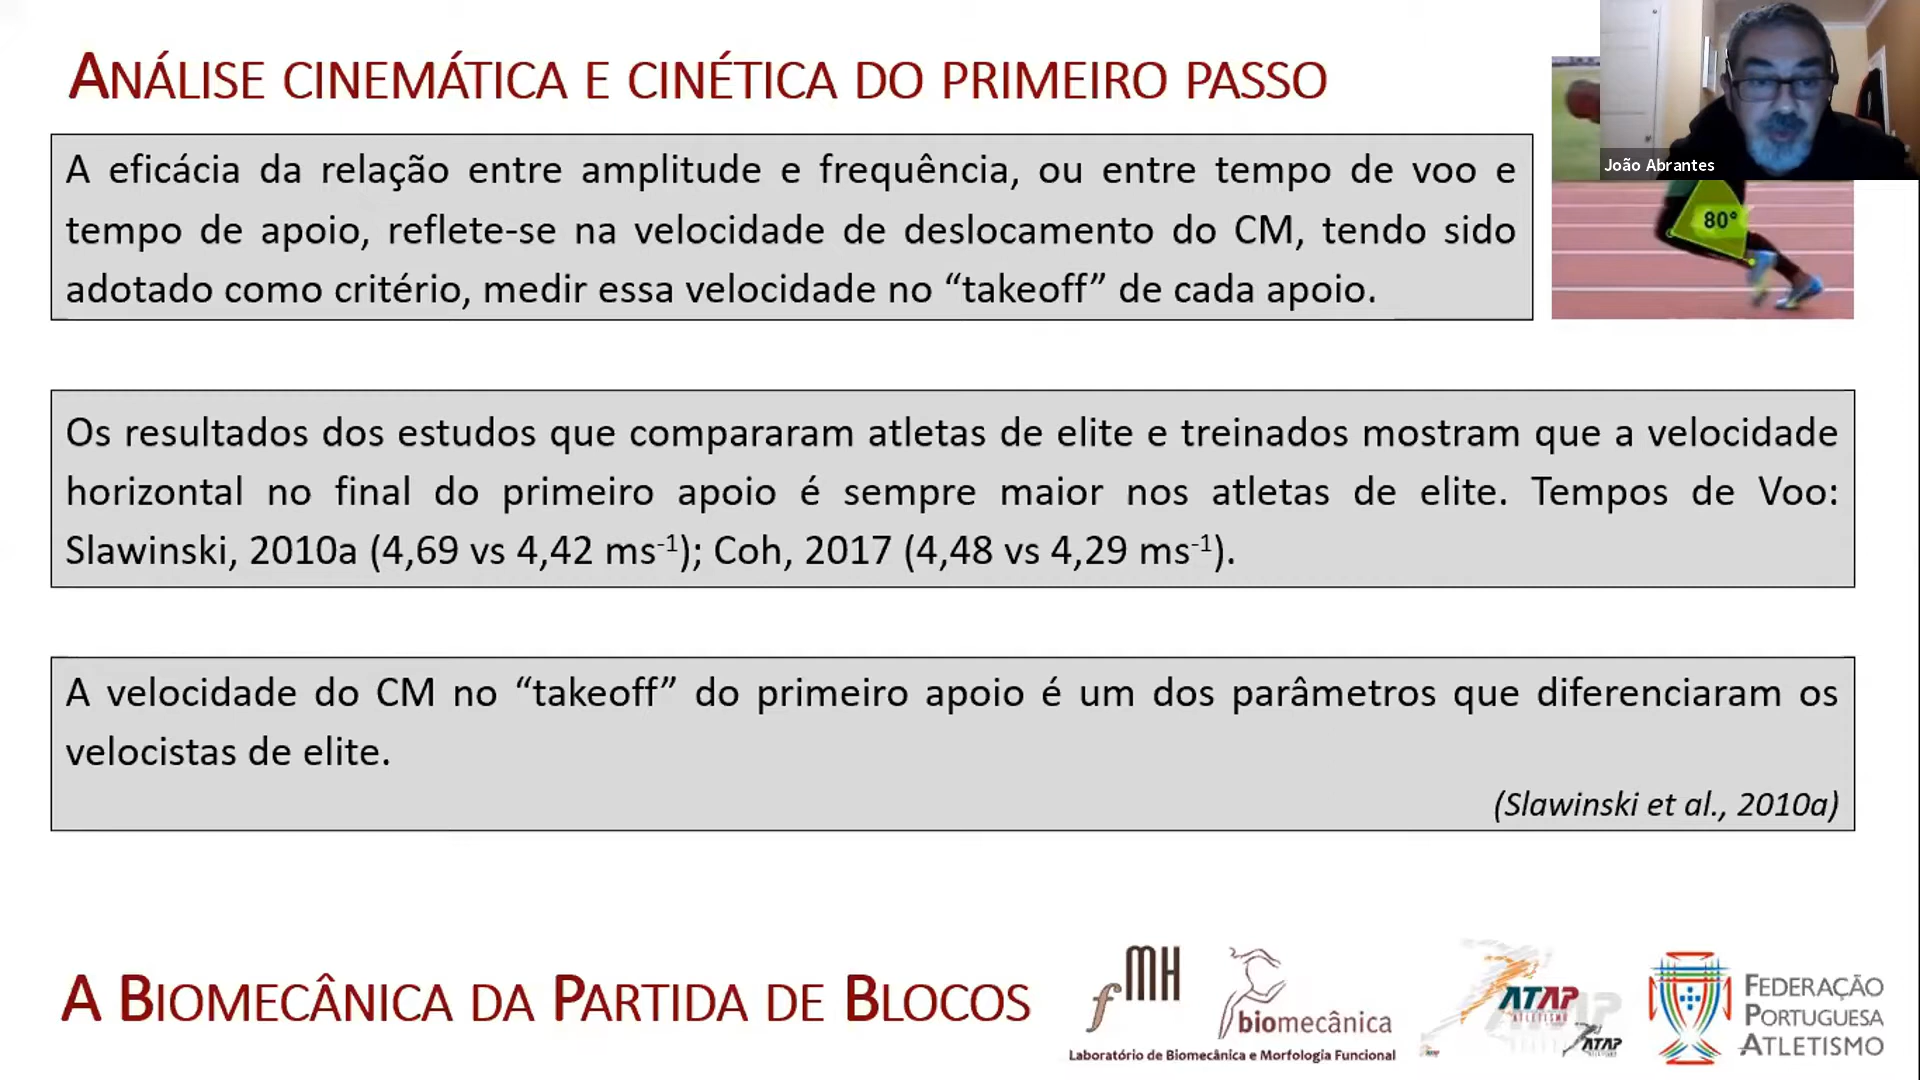 ANÁLISE CINEMÁTICA E CINÉTICA DO PRIMEIRO PASSO
João Abrantes
A eficácia da relação entre amplitude e frequência, ou entre tempo de voo e
tempo de apoio, reflete-se na velocidade de deslocamento do CM, tendo sido
adotado como critério, medir essa velocidade no “takeoff” de cada apoio.
80°
Os resultados dos estudos que compararam atletas de elite e treinados mostram que a velocidade
horizontal no final do primeiro apoio é sempre maior nos atletas de elite. Tempos de Voo:
Slawinski, 2010a (4,69 vs 4,42 ms⁻¹); Coh, 2017 (4,48 vs 4,29 ms⁻¹).
A velocidade do CM no “takeoff” do primeiro apoio é um dos parâmetros que diferenciaram os
velocistas de elite.
(Slawinski et al., 2010a)
A BIOMECÂNICA DA PARTIDA DE BLOCOS
fMH
biomecânica
Laboratório de Biomecânica e Morfologia Funcional
ATAP
ATLETISMO
ATAP
FEDERAÇÃO
PORTUGUESA
ATLETISMO